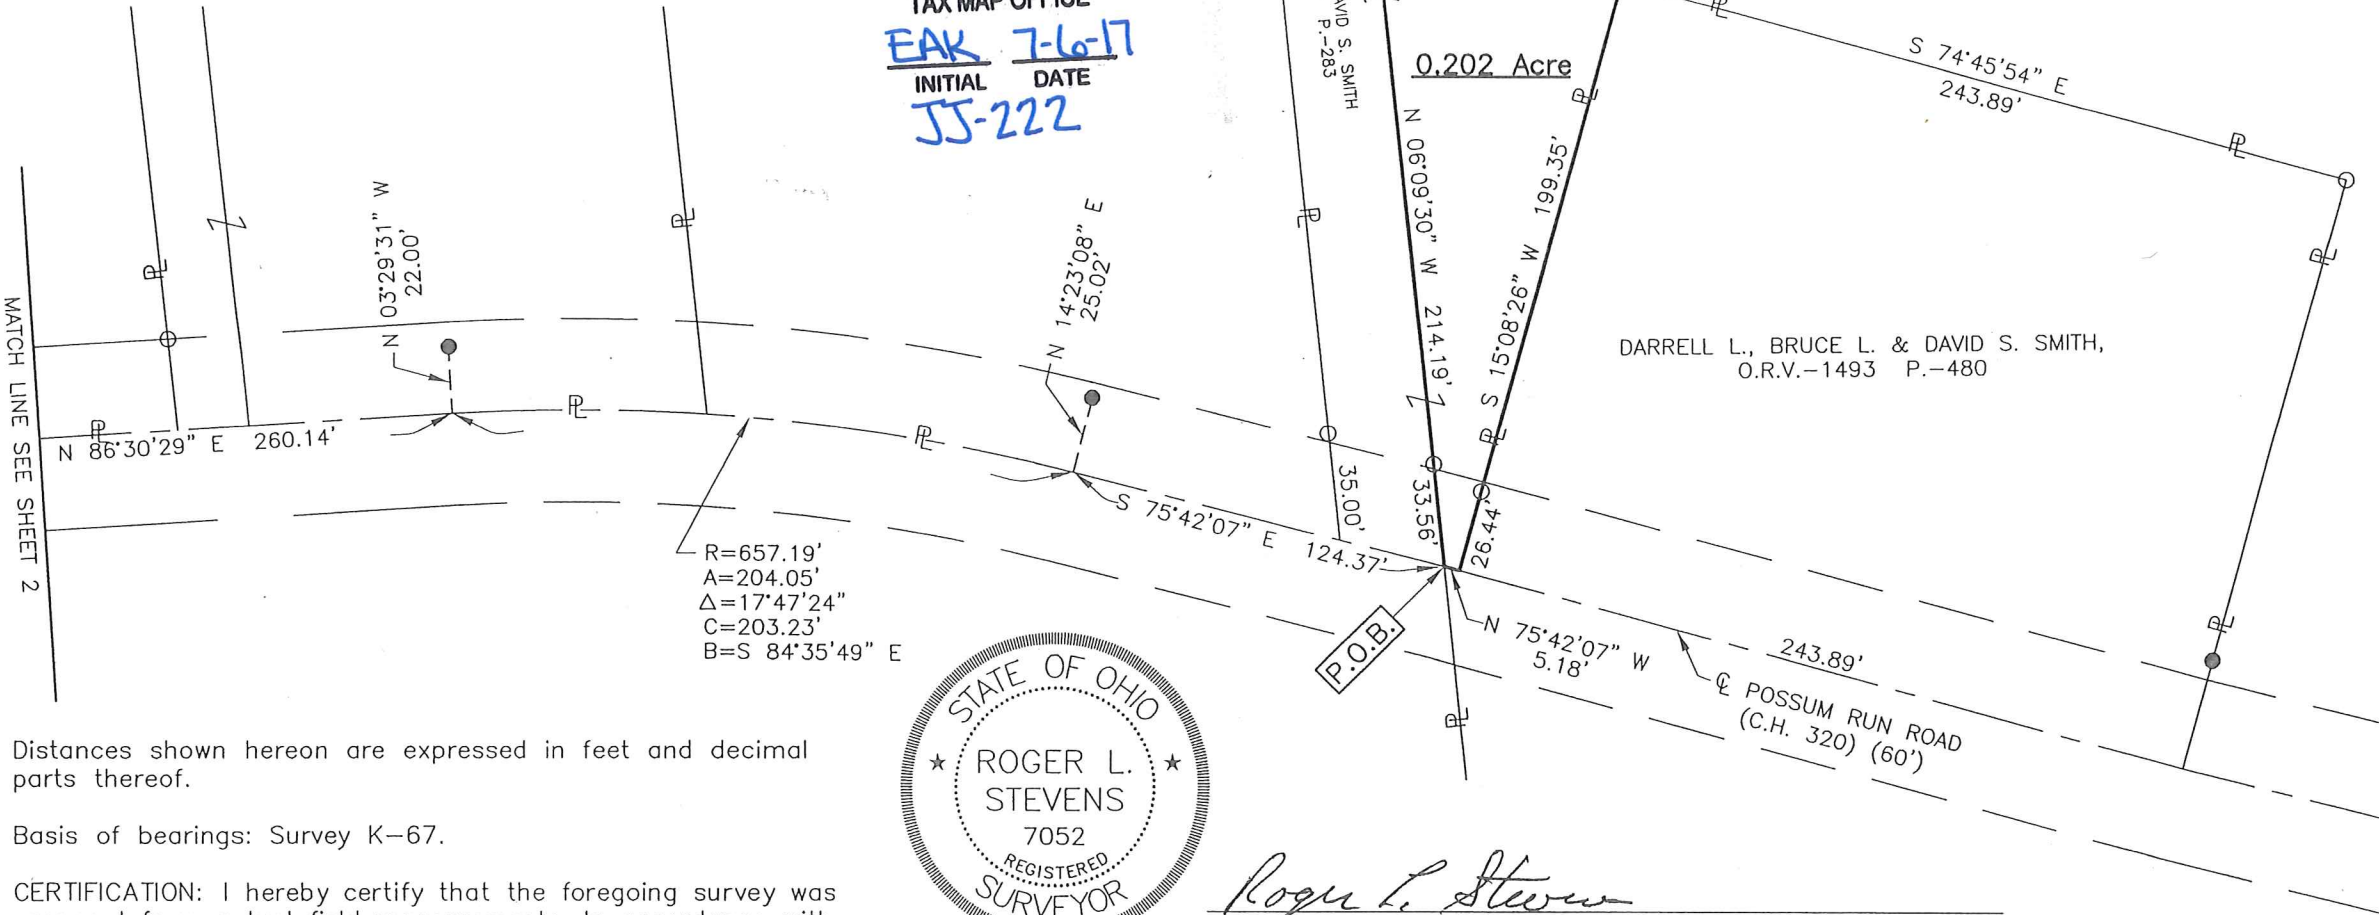 TAX MAP OFFICE
EAK 7-6-17
INITIAL DATE
JJ-222
DAVID S. SMITH
P.-283
0.202 Acre
S 74°45'54" E
243.89'
N 03°29'31" W
22.00'
N 14°23'08" E
25.02'
N 06°09'30" W 214.19'
S 15°08'26" W 199.35'
DARRELL L., BRUCE L. & DAVID S. SMITH,
O.R.V.-1493 P.-480
MATCH LINE SEE SHEET 2
N 86°30'29" E 260.14'
35.00'
33.56'
26.44'
S 75°42'07" E 124.37'
R=657.19'
A=204.05'
Δ=17°47'24"
C=203.23'
B=S 84°35'49" E
P.O.B.
N 75°42'07" W
5.18'
243.89'
℄ POSSUM RUN ROAD
(C.H. 320) (60')
Distances shown hereon are expressed in feet and decimal
parts thereof.
Basis of bearings: Survey K-67.
CERTIFICATION: I hereby certify that the foregoing survey was
STATE OF OHIO
ROGER L.
STEVENS
7052
REGISTERED
SURVEYOR
Roger L. Stevens